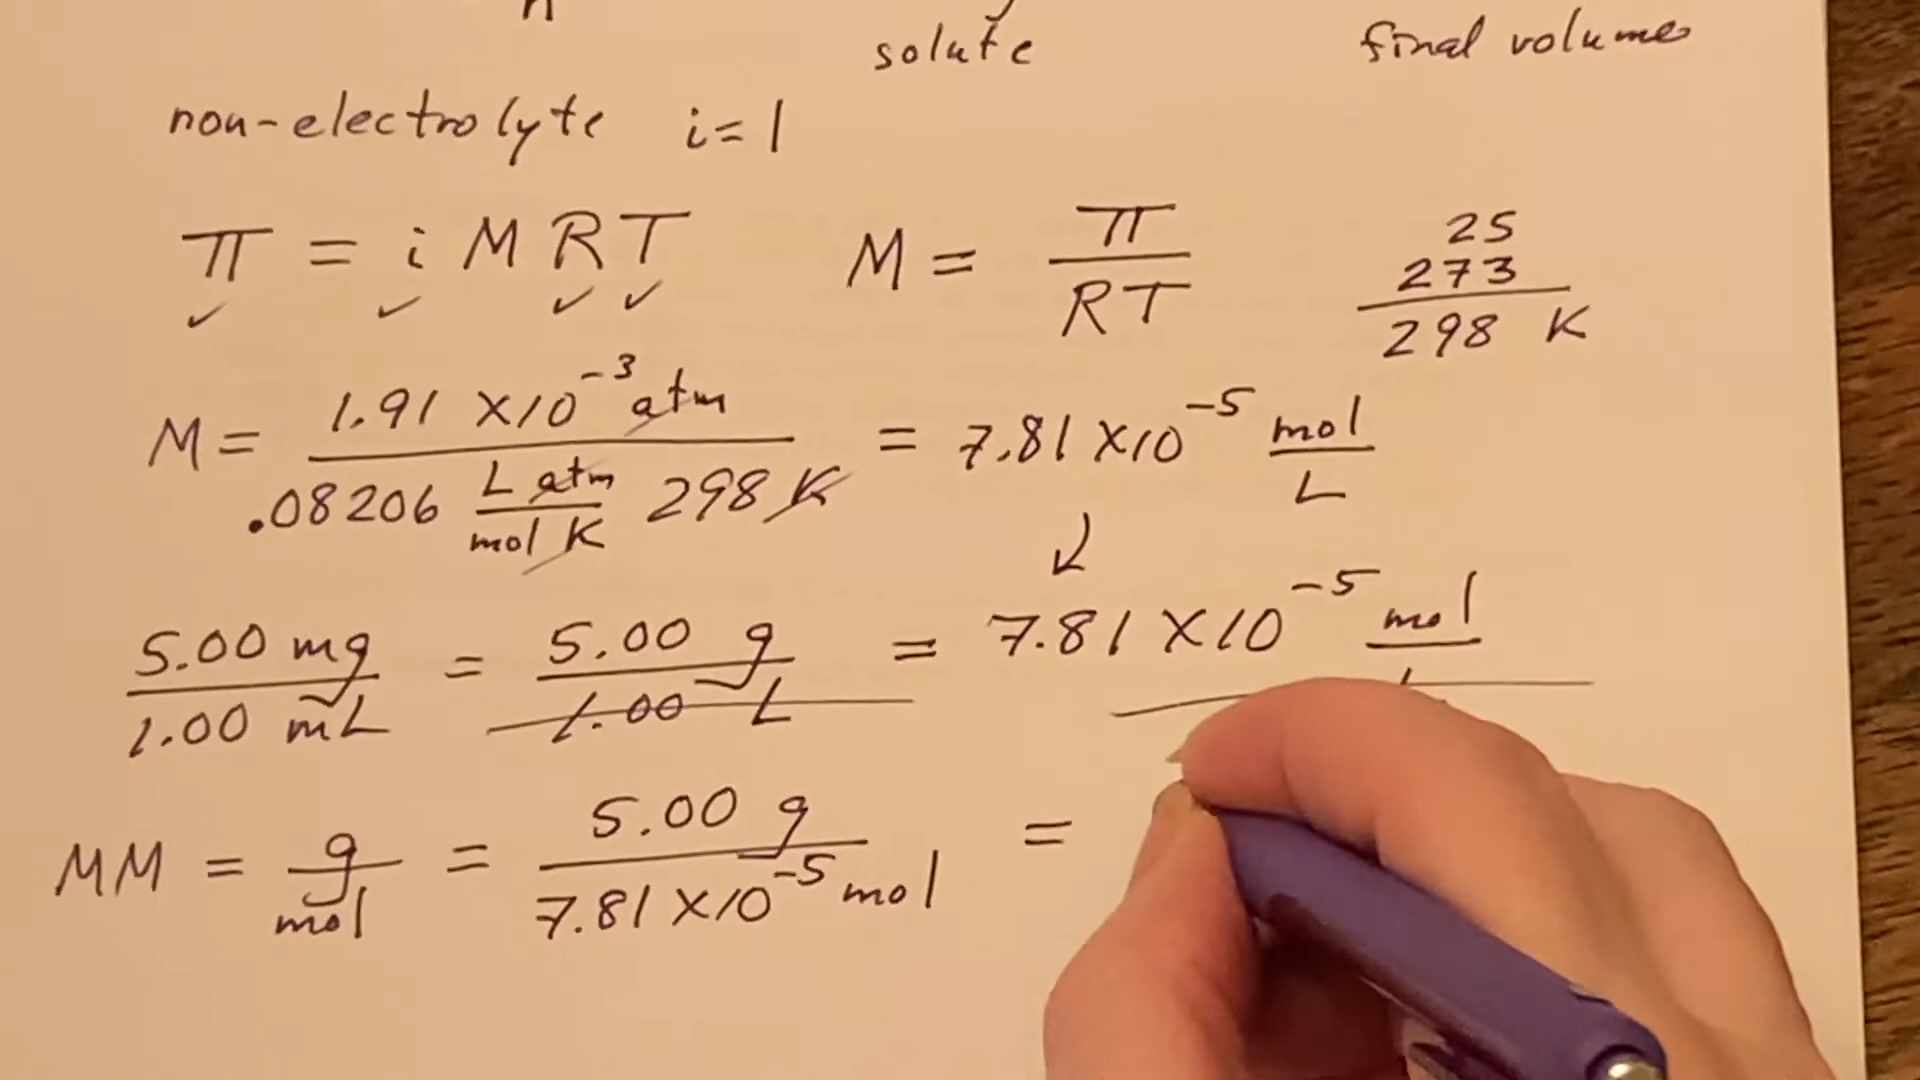 solute final volume
non-electrolyte i=1
π = i M R T M = π / RT 25
273
298 K
M = 1.91 X10⁻³ atm / .08206 L atm / mol K 298 K = 7.81 X10⁻⁵ mol / L
5.00 mg / 1.00 mL = 5.00 g / 1.00 L = 7.81 X10⁻⁵ mol
MM = g / mol = 5.00 g / 7.81 X10⁻⁵ mol =